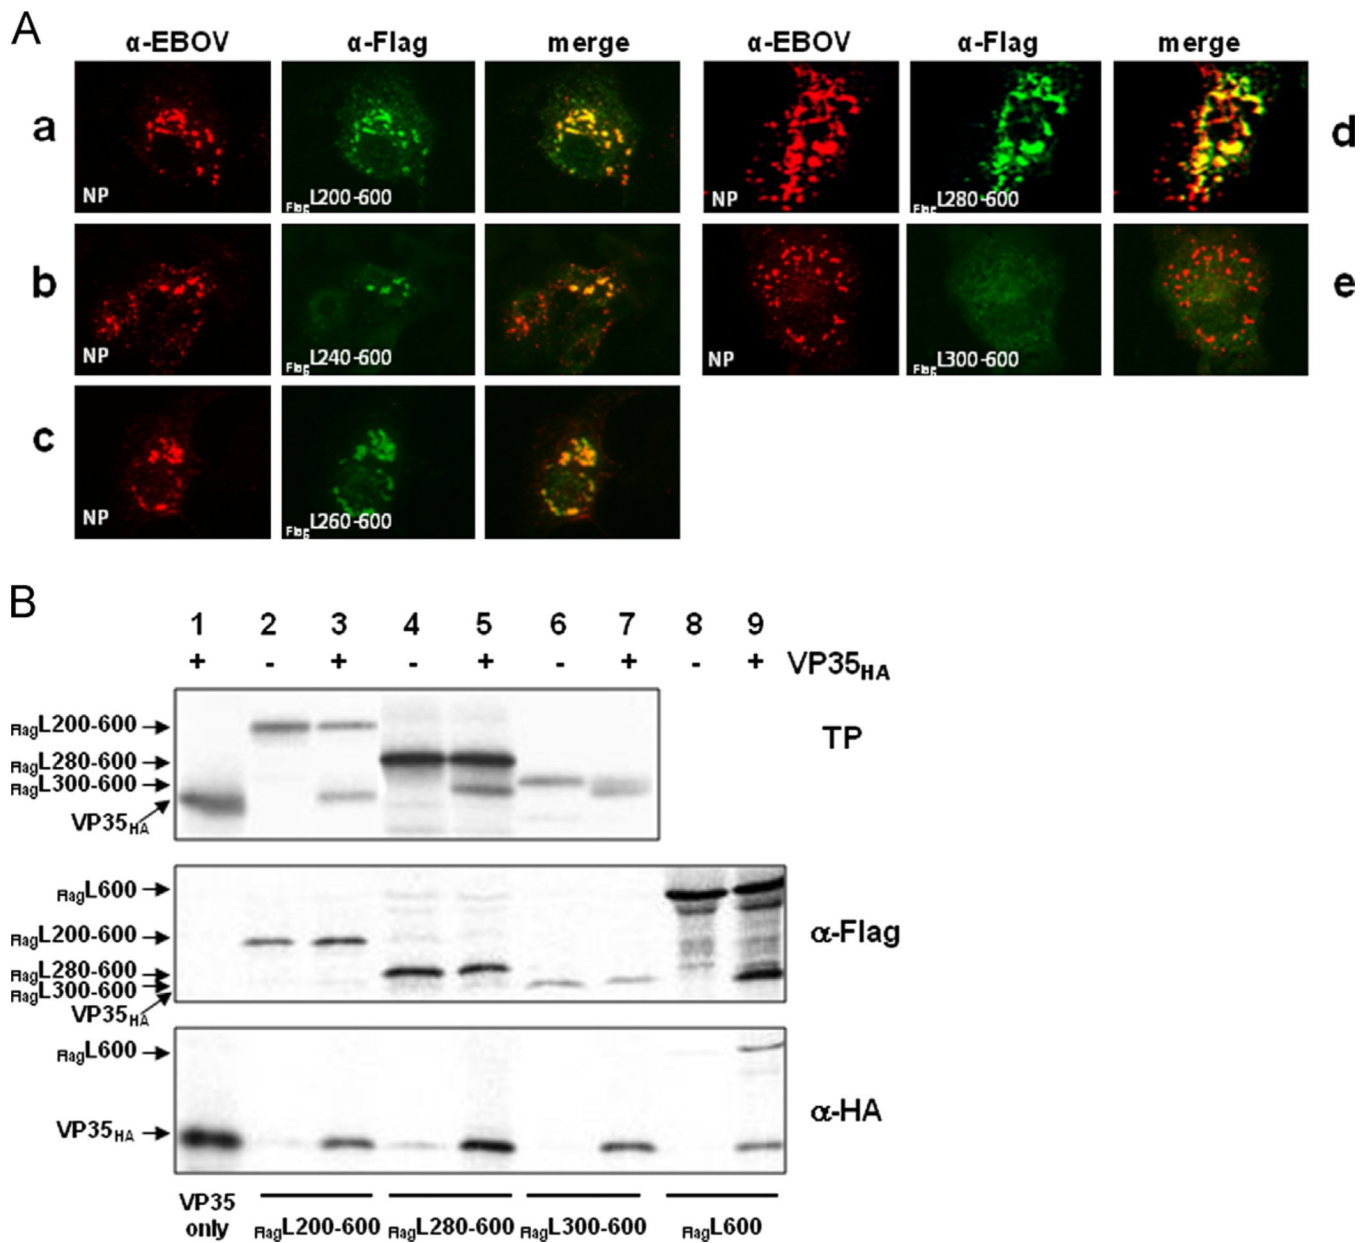 A
α-EBOV α-Flag merge α-EBOV α-Flag merge
a NP FlagL200-600 NP FlagL280-600 d
b NP FlagL240-600 NP FlagL300-600 e
c NP FlagL260-600
B
1 2 3 4 5 6 7 8 9
+ - + - + - + - + VP35HA
FlagL200-600
FlagL280-600
FlagL300-600
VP35HA
TP
FlagL600
FlagL200-600
FlagL280-600
FlagL300-600
VP35HA
α-Flag
FlagL600
VP35HA
α-HA
VP35 only
FlagL200-600 FlagL280-600 FlagL300-600 FlagL600